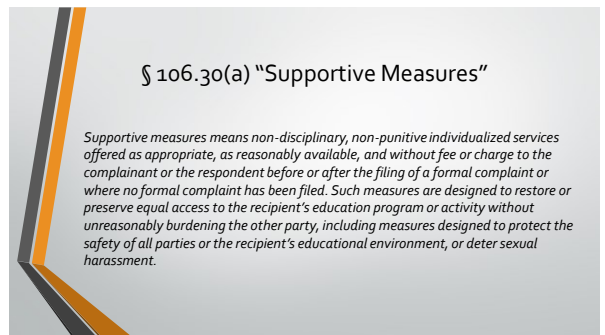 § 106.30(a) “Supportive Measures”
Supportive measures means non-disciplinary, non-punitive individualized services
offered as appropriate, as reasonably available, and without fee or charge to the
complainant or the respondent before or after the filing of a formal complaint or
where no formal complaint has been filed. Such measures are designed to restore or
preserve equal access to the recipient’s education program or activity without
unreasonably burdening the other party, including measures designed to protect the
safety of all parties or the recipient’s educational environment, or deter sexual
harassment.